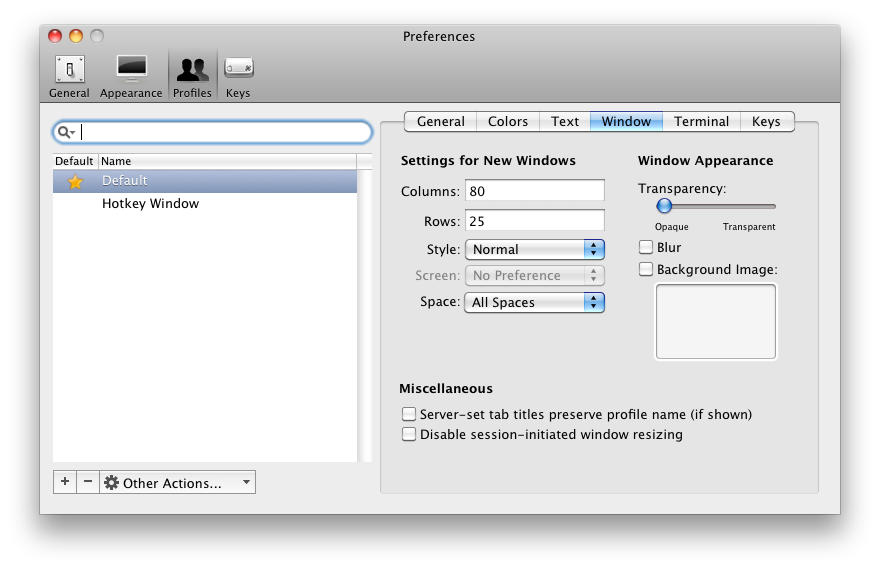 Preferences
General Appearance Profiles Keys
General Colors Text Window Terminal Keys
Default Name
Default
Hotkey Window
Settings for New Windows
Columns: 80
Rows: 25
Style: Normal
Screen: No Preference
Space: All Spaces
Window Appearance
Transparency:
Opaque Transparent
Blur
Background Image:
Miscellaneous
Server-set tab titles preserve profile name (if shown)
Disable session-initiated window resizing
+ − Other Actions...